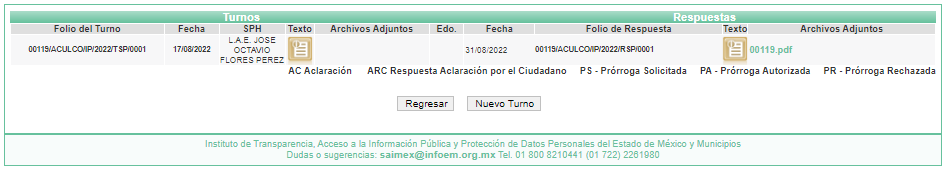 Turnos Respuestas
Folio del Turno Fecha SPH Texto Archivos Adjuntos Edo. Fecha Folio de Respuesta Texto Archivos Adjuntos
00119/ACULCO/IP/2022/TSP/0001 17/08/2022 L.A.E. JOSE OCTAVIO FLORES PEREZ 31/08/2022 00119/ACULCO/IP/2022/RSP/0001 00119.pdf
AC Aclaración ARC Respuesta Aclaración por el Ciudadano PS - Prórroga Solicitada PA - Prórroga Autorizada PR - Prórroga Rechazada
Regresar Nuevo Turno
Instituto de Transparencia, Acceso a la Información Pública y Protección de Datos Personales del Estado de México y Municipios
Dudas o sugerencias: saimex@infoem.org.mx Tel. 01 800 8210441 (01 722) 2261980